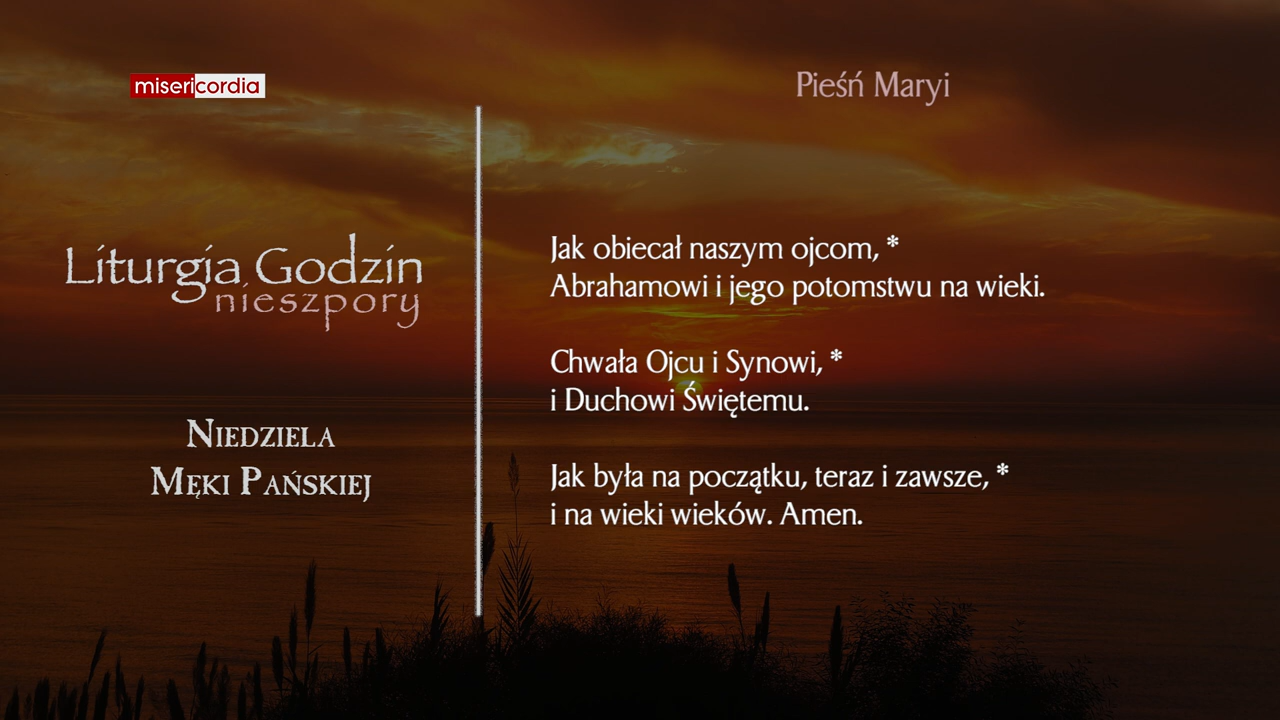 misericordia
Liturgia Godzin
nieszpory
Niedziela
Męki Pańskiej
Pieśń Maryi
Jak obiecał naszym ojcom, *
Abrahamowi i jego potomstwu na wieki.
Chwała Ojcu i Synowi, *
i Duchowi Świętemu.
Jak była na początku, teraz i zawsze, *
i na wieki wieków. Amen.